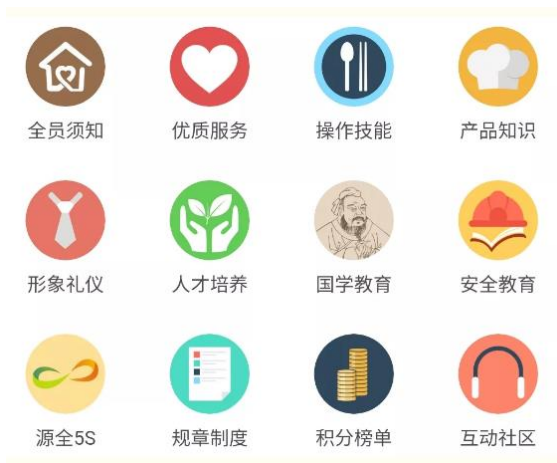 全员须知 优质服务 操作技能 产品知识
形象礼仪 人才培养 国学教育 安全教育
源全5S 规章制度 积分榜单 互动社区